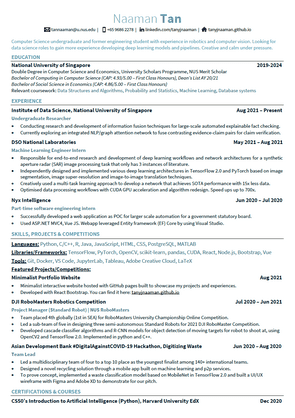 Naaman Tan
tannaaman@u.nus.edu | +65 9685 2278 | linkedin.com/in/tanyjnaaman | tanyjnaaman.github.io
Computer Science undergraduate and former engineering student with experience in robotics and computer vision. Looking for
data science roles to gain more experience developing deep learning models and pipelines. Creative and calm under pressure.
EDUCATION
National University of Singapore 2019-2024
Double Degree in Computer Science and Economics, University Scholars Programme, NUS Merit Scholar
Bachelor of Computing in Computer Science (CAP: 4.93/5.00 - First Class Honours), Dean's List AY 20/21
Bachelor of Social Science in Economics (CAP: 4.86/5.00 - First Class Honours)
Relevant coursework: Data Structures and Algorithms, Probability and Statistics, Machine Learning, Database systems
EXPERIENCE
Institute of Data Science, National University of Singapore Aug 2021 – Present
Undergraduate Researcher
• Conducting research and development of information fusion techniques for large scale automated explainable fact checking.
• Currently exploring an integrated NLP/graph attention network to fuse contrasting evidence-claim pairs for claim verification.
DSO National Laboratories May 2021 – Aug 2021
Machine Learning Engineer Intern
• Responsible for end-to-end research and development of deep learning workflows and network architectures for a synthetic
aperture radar (SAR) image processing task that only has 3 instances of literature.
• Independently designed and implemented various deep learning architectures in TensorFlow 2.0 and PyTorch based on image
segmentation, image super-resolution and image-to-image translation techniques.
• Creatively used a multi-task learning approach to develop a network that achieves SOTA performance with 15x less data.
• Optimised data processing workflows with CUDA GPU acceleration and algorithm redesign. Speed ups up to 700x.
Nyx Intelligence Jun 2020 – Jul 2020
Part-time software engineering intern
• Successfully developed a web application as POC for larger scale automation for a government statutory board.
• Used ASP.NET MVC4, Vue JS. Webapp leveraged Entity framework (EF) Core by using Visual Studio.
SKILLS, PROJECTS & COMPETITIONS
Languages: Python, C/C++, R, Java, JavaScript, HTML, CSS, PostgreSQL, MATLAB
Libraries/Frameworks: TensorFlow, PyTorch, OpenCV, scikit-learn, pandas, CUDA, React, Node.js, Bootstrap, Vue
Tools: Git, Docker, VS Code, JupyterLab, Tableau, Adobe Creative Cloud, LaTeX
Featured Projects/Competitions:
Minimalist Portfolio Website Aug 2021
• Minimalist interactive website hosted with GitHub pages built to showcase my projects and experiences.
• Developed with React Bootstrap. You can find it here: tanyjnaaman.github.io
DJI RoboMasters Robotics Competition Jul 2020 – Jun 2021
Project Manager (Standard Robot) | NUS RoboMasters
• Team placed 4th globally (1st in SEA) for RoboMasters University Championship Online Competition.
• Led a sub-team of five in designing three semi-autonomous Standard Robots for 2021 DJI RoboMasters Competition.
• Developed cascade classifier algorithms and R-CNN models for object detection of moving targets for robot to shoot at, using
OpenCV2 and TensorFlow 2.0. Implemented in python and C++.
Asian Development Bank #DigitalAgainstCOVID-19 Hackathon, Digitizing Waste Jun 2020 – Aug 2020
Team Lead
• Led a multidisciplinary team of four to a top 10 place as the youngest finalist among 240+ international teams.
• Designed a novel recycling solution through a mobile app built on machine learning and p2p services.
• To prove concept, implemented a waste classification model based on MobileNet in TensorFlow 2.0 and built a UI/UX
wireframe with Figma and Adobe XD to demonstrate for our pitch.
CERTIFICATIONS & COURSES
CS50's Introduction to Artificial Intelligence (Python), Harvard University EdX Dec 2020